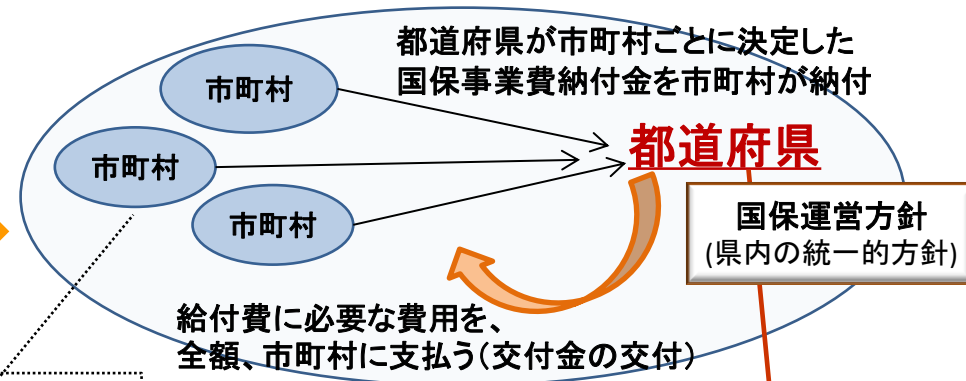 都道府県が市町村ごとに決定した
国保事業費納付金を市町村が納付
市町村
市町村
市町村
都道府県
国保運営方針
(県内の統一的方針)
給付費に必要な費用を、
全額、市町村に支払う(交付金の交付)